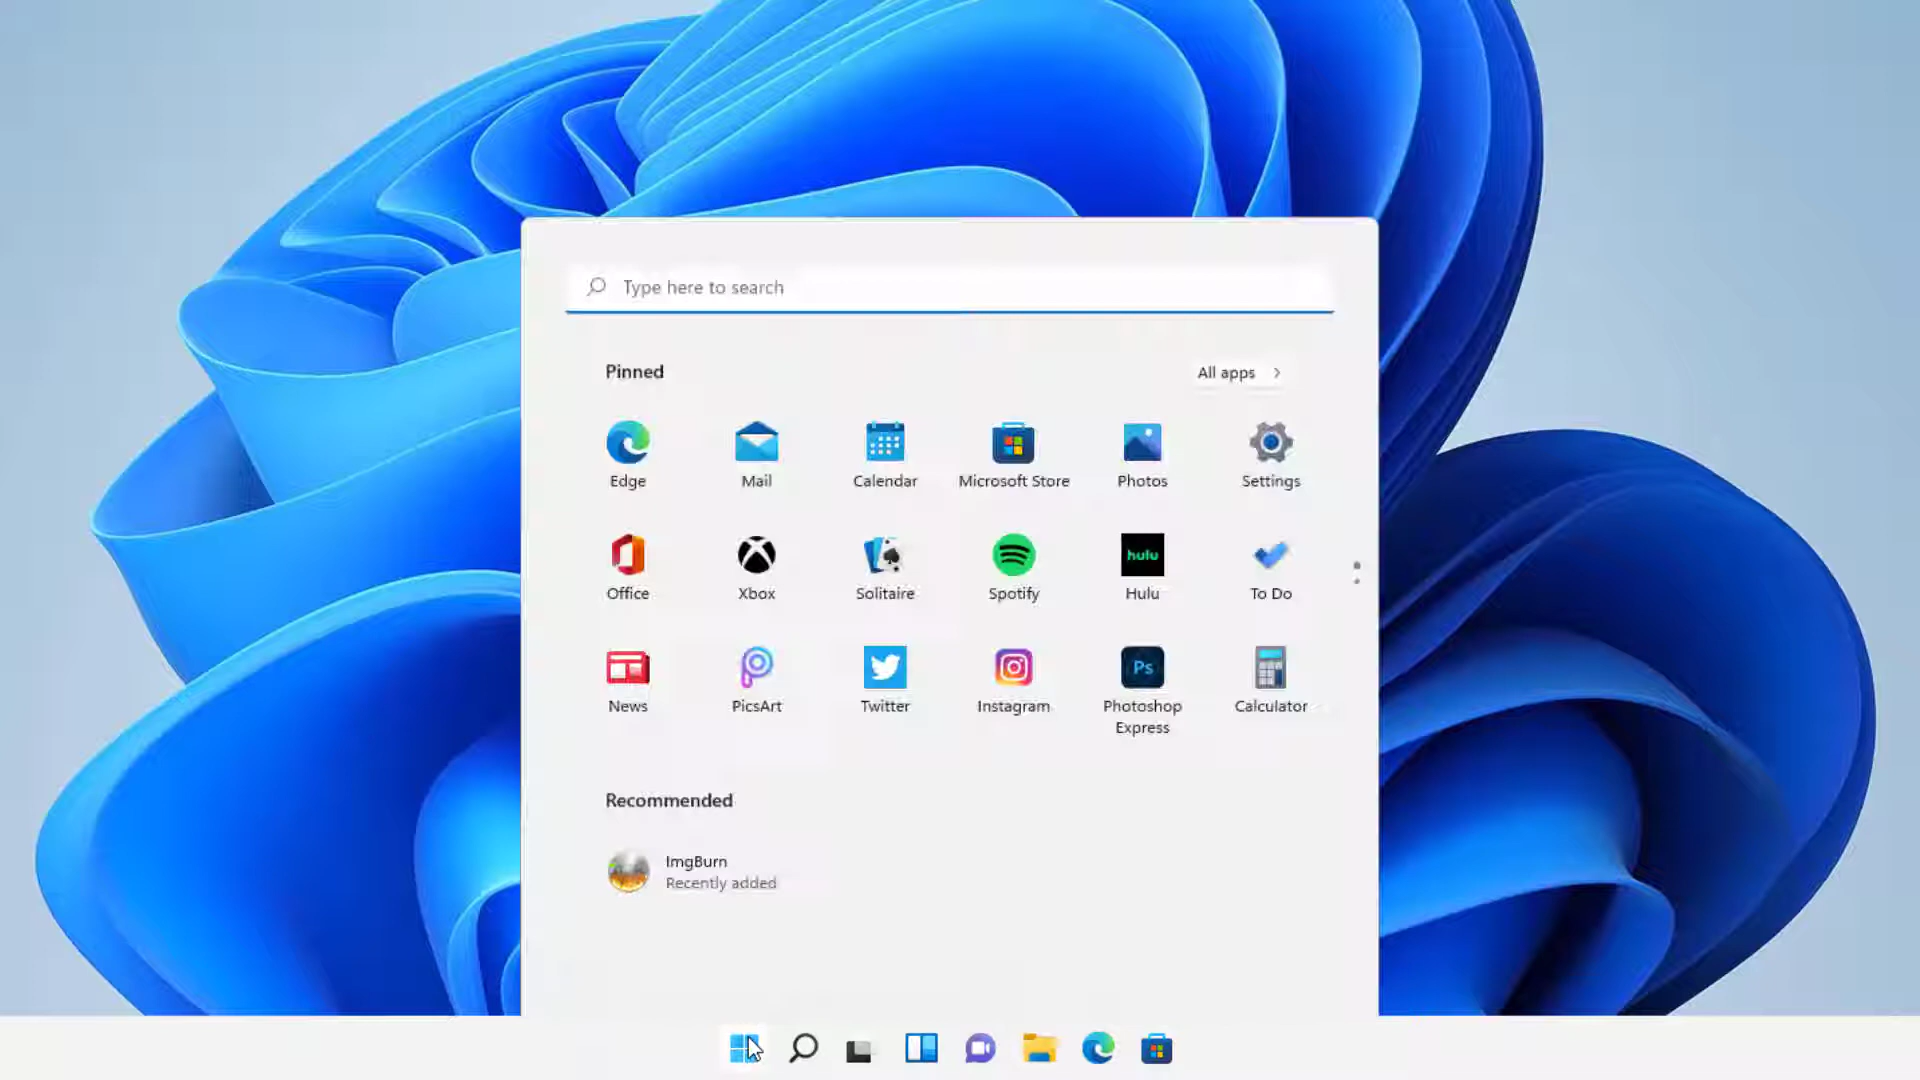 Type here to search
Pinned
All apps
Edge
Mail
Calendar
Microsoft Store
Photos
Settings
hulu
Office
Xbox
Solitaire
Spotify
Hulu
To Do
Ps
News
PicsArt
Twitter
Instagram
Photoshop
Express
Calculator
Recommended
ImgBurn
Recently added